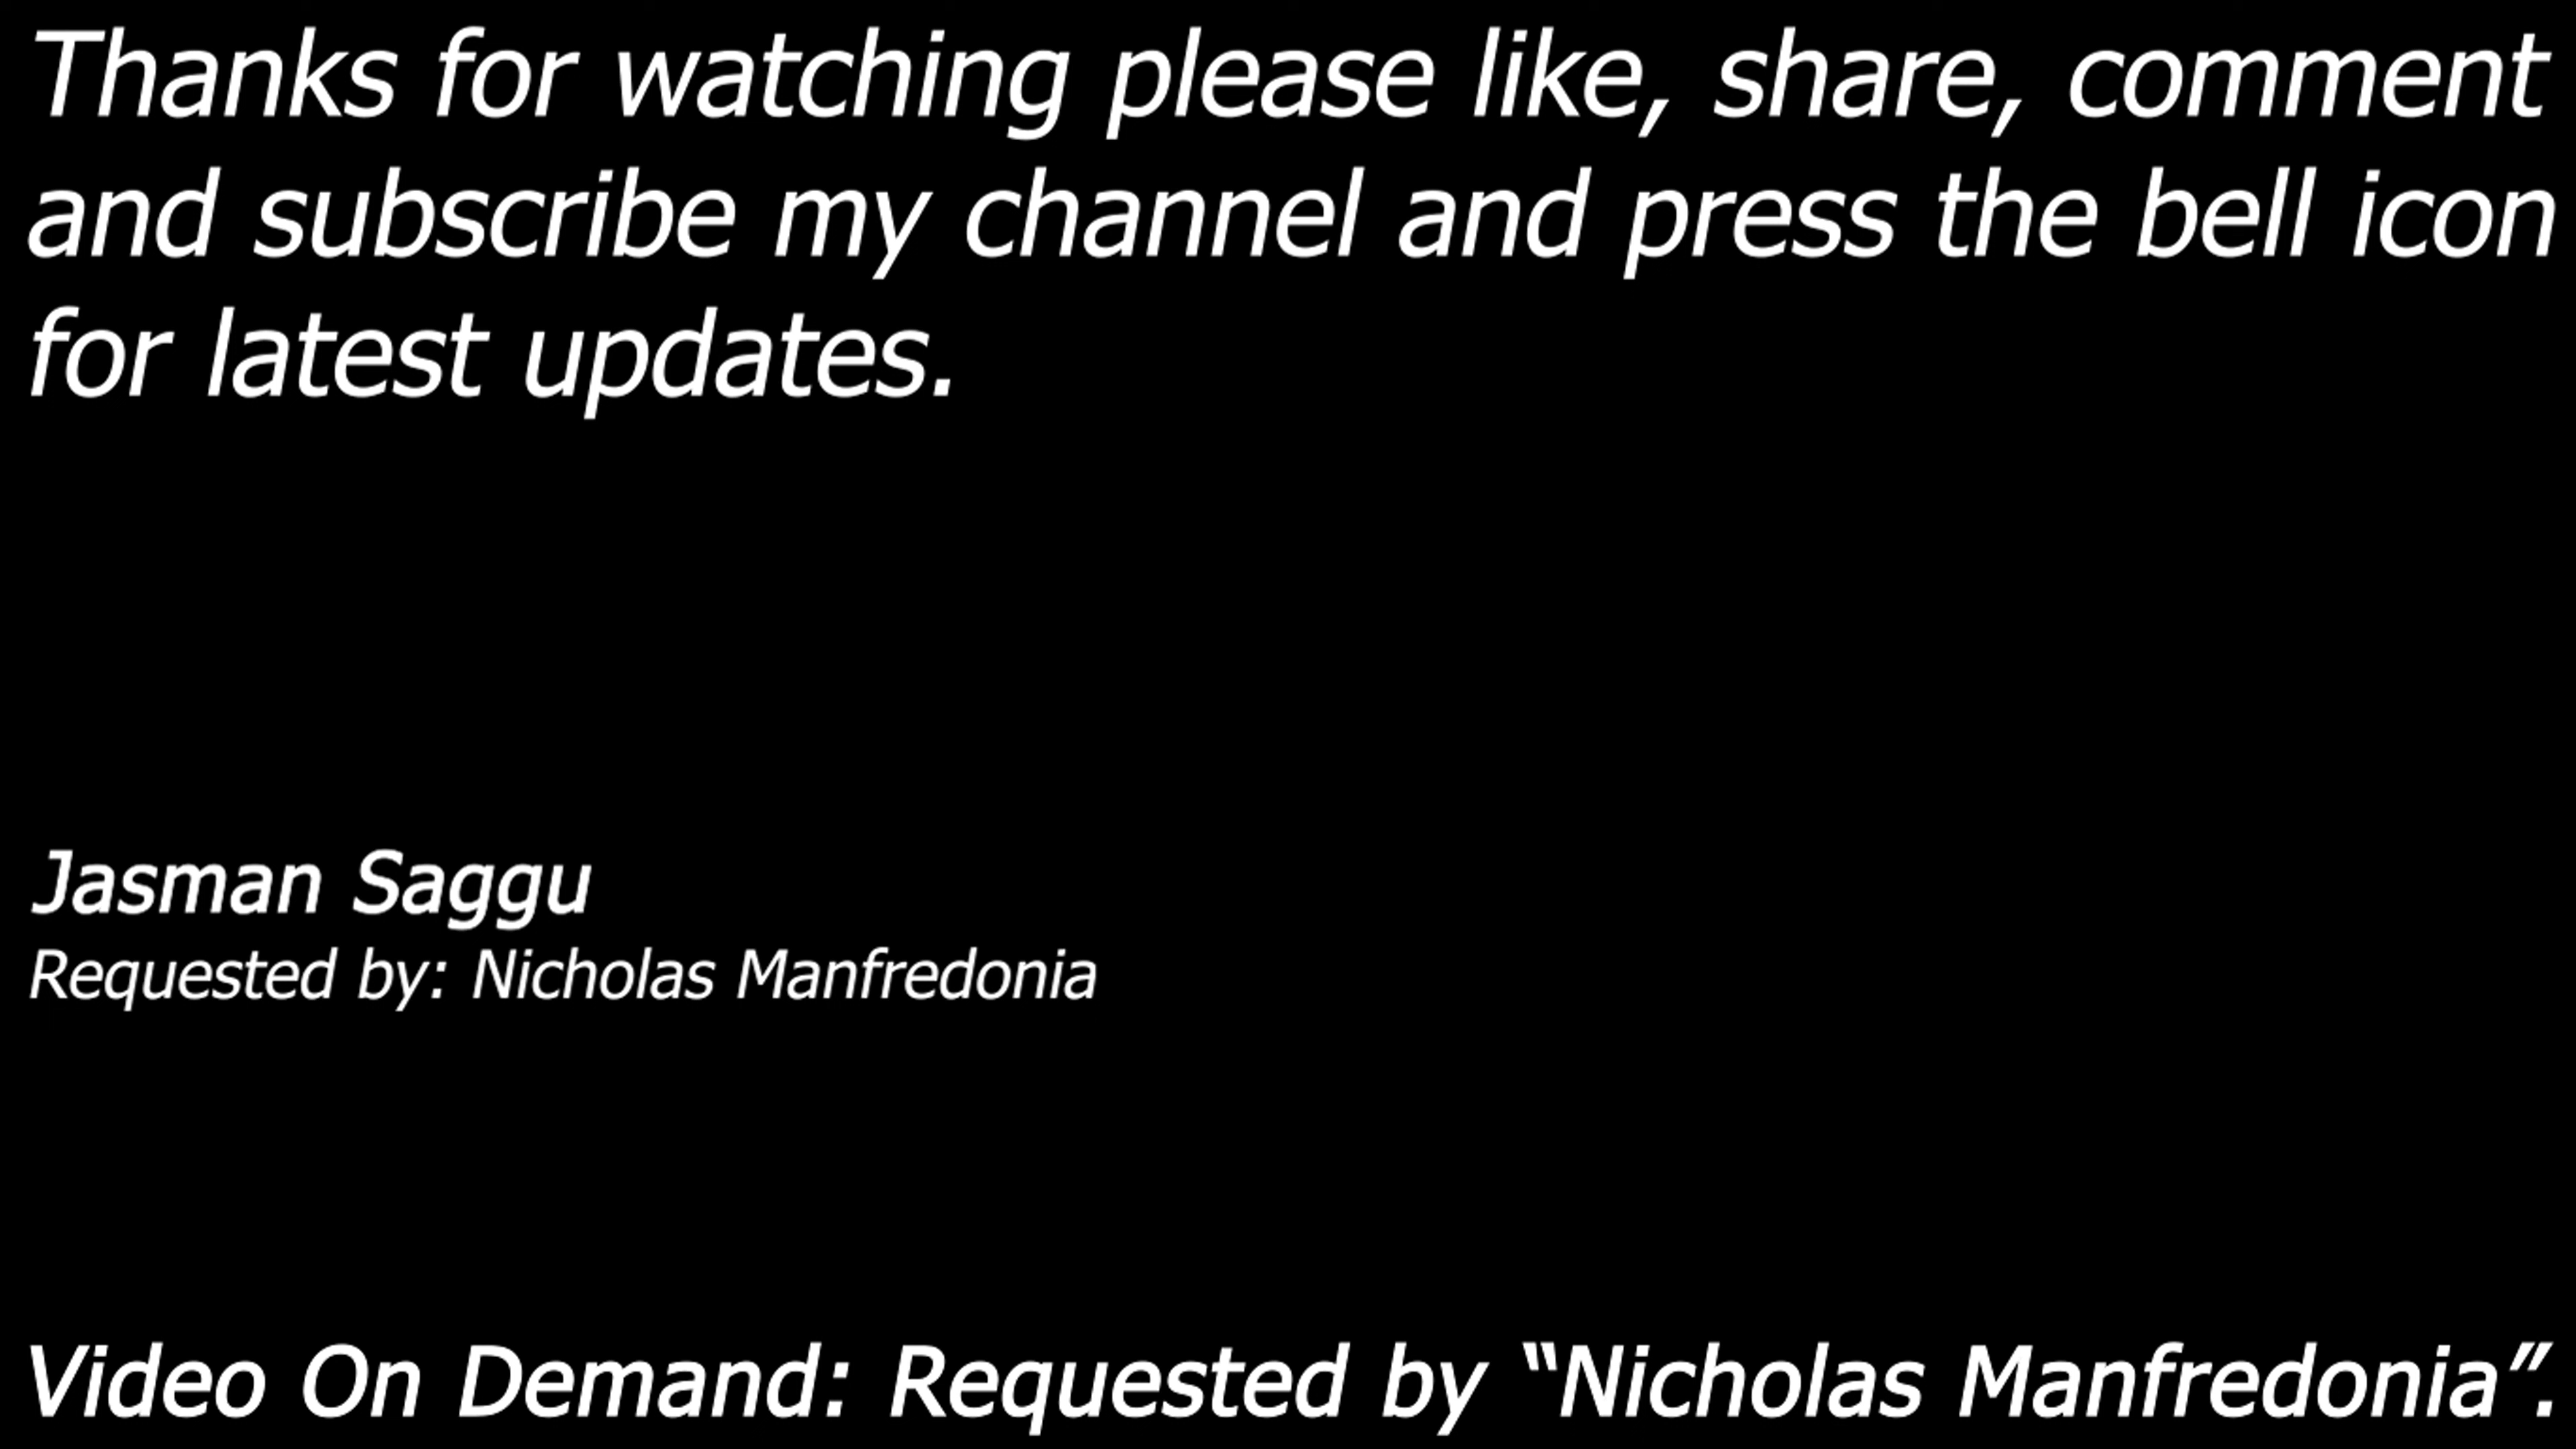 Thanks for watching please like, share, comment
and subscribe my channel and press the bell icon
for latest updates.
Jasman Saggu
Requested by: Nicholas Manfredonia
Video On Demand: Requested by “Nicholas Manfredonia”.